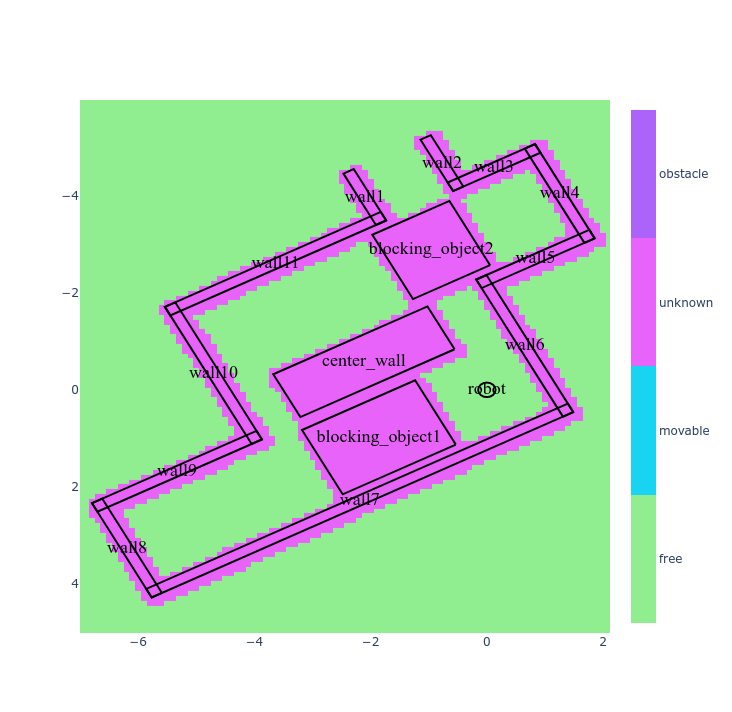 wall2
wall3
wall1
wall4
blocking_object2
wall5
wall11
wall6
center_wall
wall10
robot
blocking_object1
wall9
wall7
wall8
−4
−2
0
2
4
−6
−4
−2
0
2
obstacle
unknown
movable
free